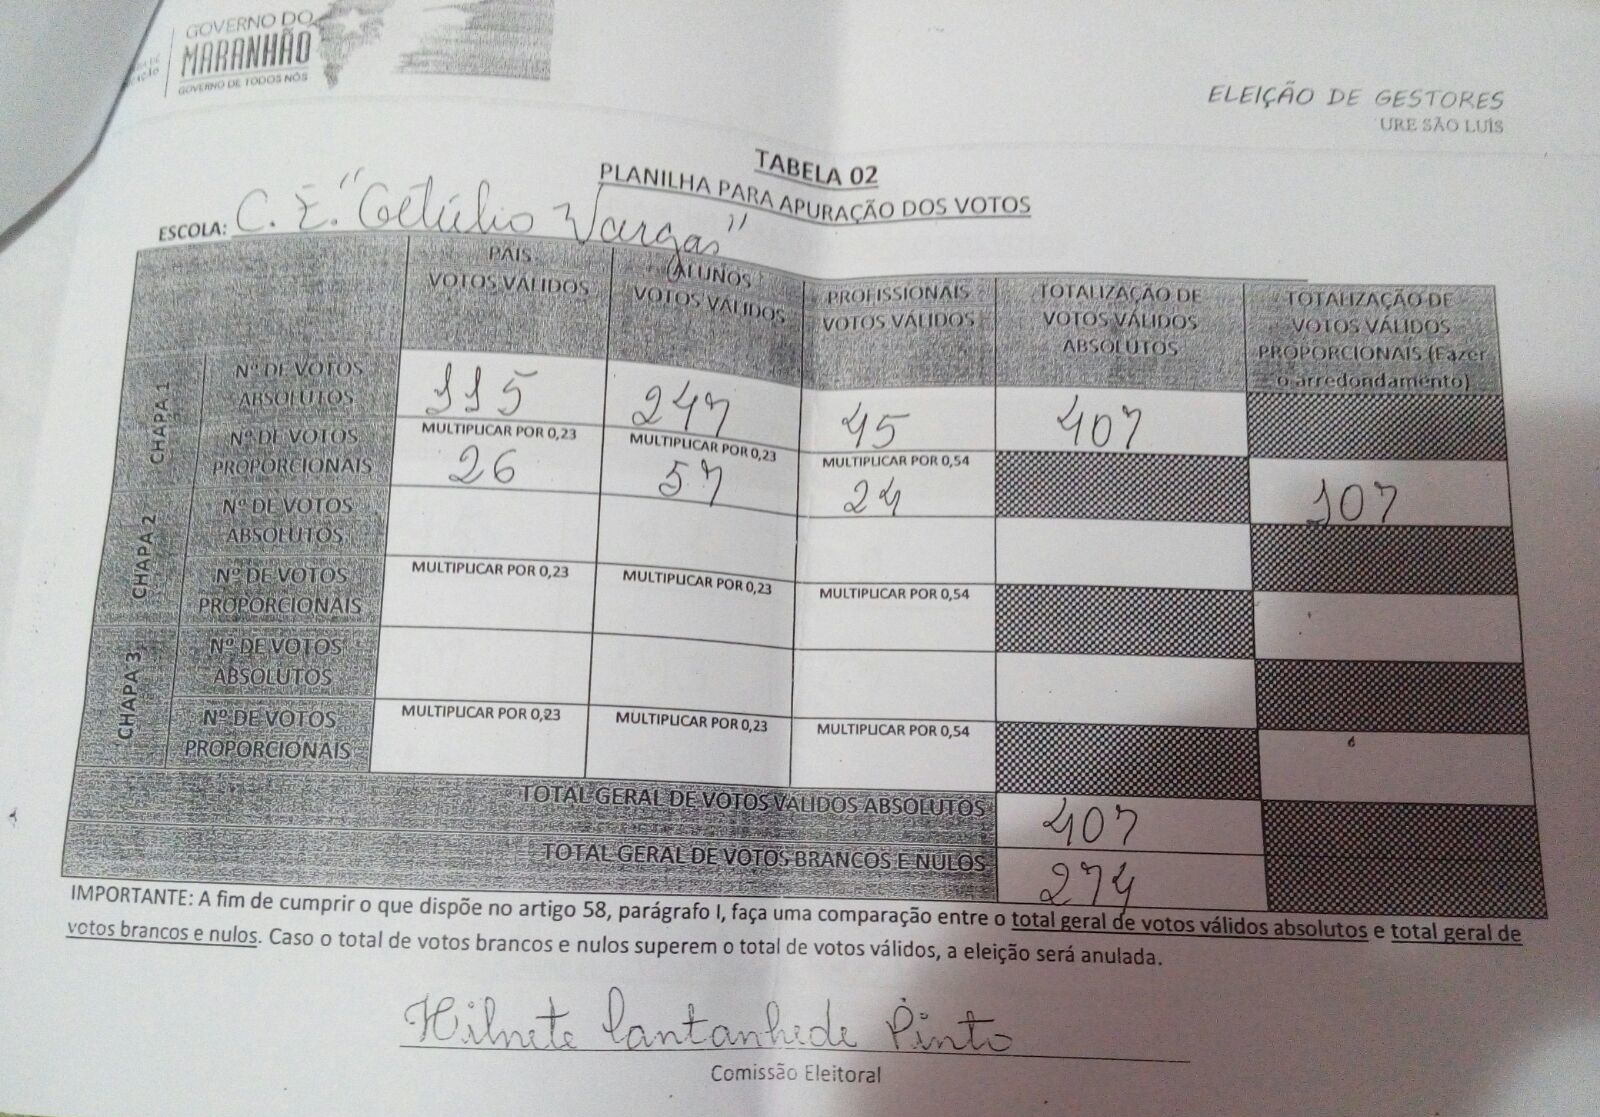 GOVERNO DO
MARANHÃO
GOVERNO DE TODOS NÓS
ELEIÇÃO DE GESTORES
URE SÃO LUÍS
TABELA 02
PLANILHA PARA APURAÇÃO DOS VOTOS
ESCOLA: C. E. "Getúlio Vargas"
PAIS VOTOS VÁLIDOS
ALUNOS VOTOS VÁLIDOS
PROFISSIONAIS VOTOS VÁLIDOS
TOTALIZAÇÃO DE VOTOS VÁLIDOS ABSOLUTOS
TOTALIZAÇÃO DE VOTOS VÁLIDOS PROPORCIONAIS (Fazer o arredondamento)
CHAPA 1
Nº DE VOTOS ABSOLUTOS 115 247 45 407
Nº DE VOTOS PROPORCIONAIS
MULTIPLICAR POR 0,23 MULTIPLICAR POR 0,23 MULTIPLICAR POR 0,54
26 57 24 107
CHAPA 2
Nº DE VOTOS ABSOLUTOS
Nº DE VOTOS PROPORCIONAIS
MULTIPLICAR POR 0,23 MULTIPLICAR POR 0,23 MULTIPLICAR POR 0,54
CHAPA 3
Nº DE VOTOS ABSOLUTOS
Nº DE VOTOS PROPORCIONAIS
MULTIPLICAR POR 0,23 MULTIPLICAR POR 0,23 MULTIPLICAR POR 0,54
TOTAL GERAL DE VOTOS VÁLIDOS ABSOLUTOS 407
TOTAL GERAL DE VOTOS BRANCOS E NULOS 274
IMPORTANTE: A fim de cumprir o que dispõe no artigo 58, parágrafo I, faça uma comparação entre o total geral de votos válidos absolutos e total geral de
votos brancos e nulos. Caso o total de votos brancos e nulos superem o total de votos válidos, a eleição será anulada.
Hilnete Cantanhede Pinto
Comissão Eleitoral